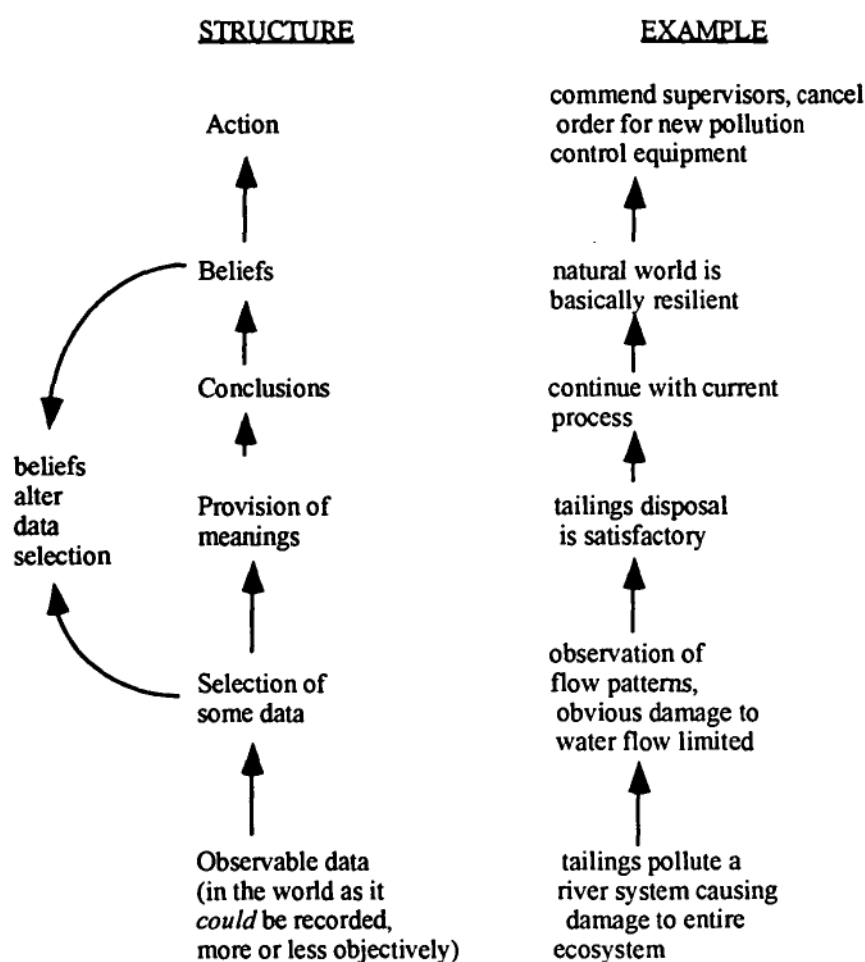 STRUCTURE
EXAMPLE
Action
commend supervisors, cancel
order for new pollution
control equipment
Beliefs
natural world is
basically resilient
Conclusions
continue with current
process
beliefs
alter
data
selection
Provision of
meanings
tailings disposal
is satisfactory
Selection of
some data
observation of
flow patterns,
obvious damage to
water flow limited
Observable data
(in the world as it
could be recorded,
more or less objectively)
tailings pollute a
river system causing
damage to entire
ecosystem